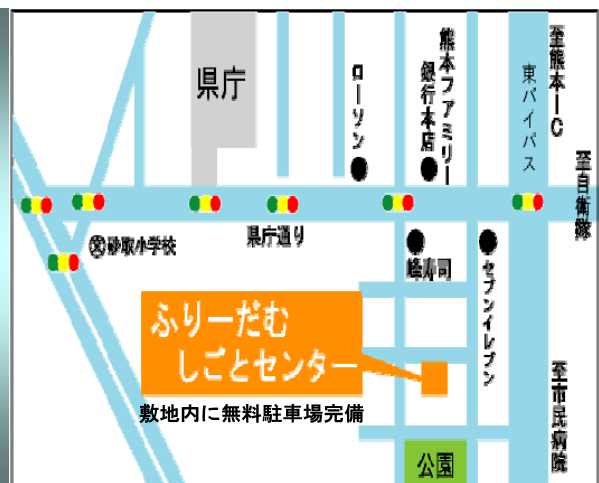 県庁
ローソン
熊本ファミリー
銀行本店
東バイパス
至熊本IC
至自衛隊
文砂取小学校
県庁通り
峰寿司
セブンイレブン
ふりーだむ
しごとセンター
敷地内に無料駐車場完備
至市民病院
公園